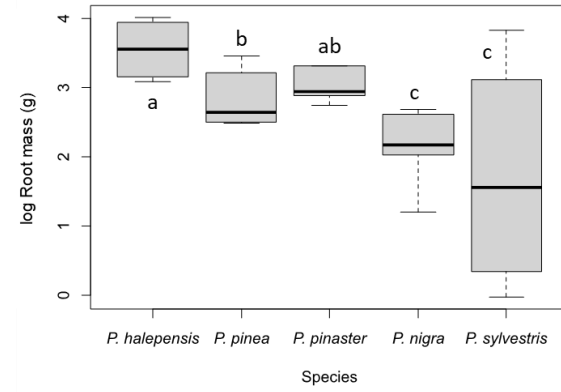 4
3
2
1
0
log Root mass (g)
a
b
ab
c
c
P. halepensis P. pinea P. pinaster P. nigra P. sylvestris
Species